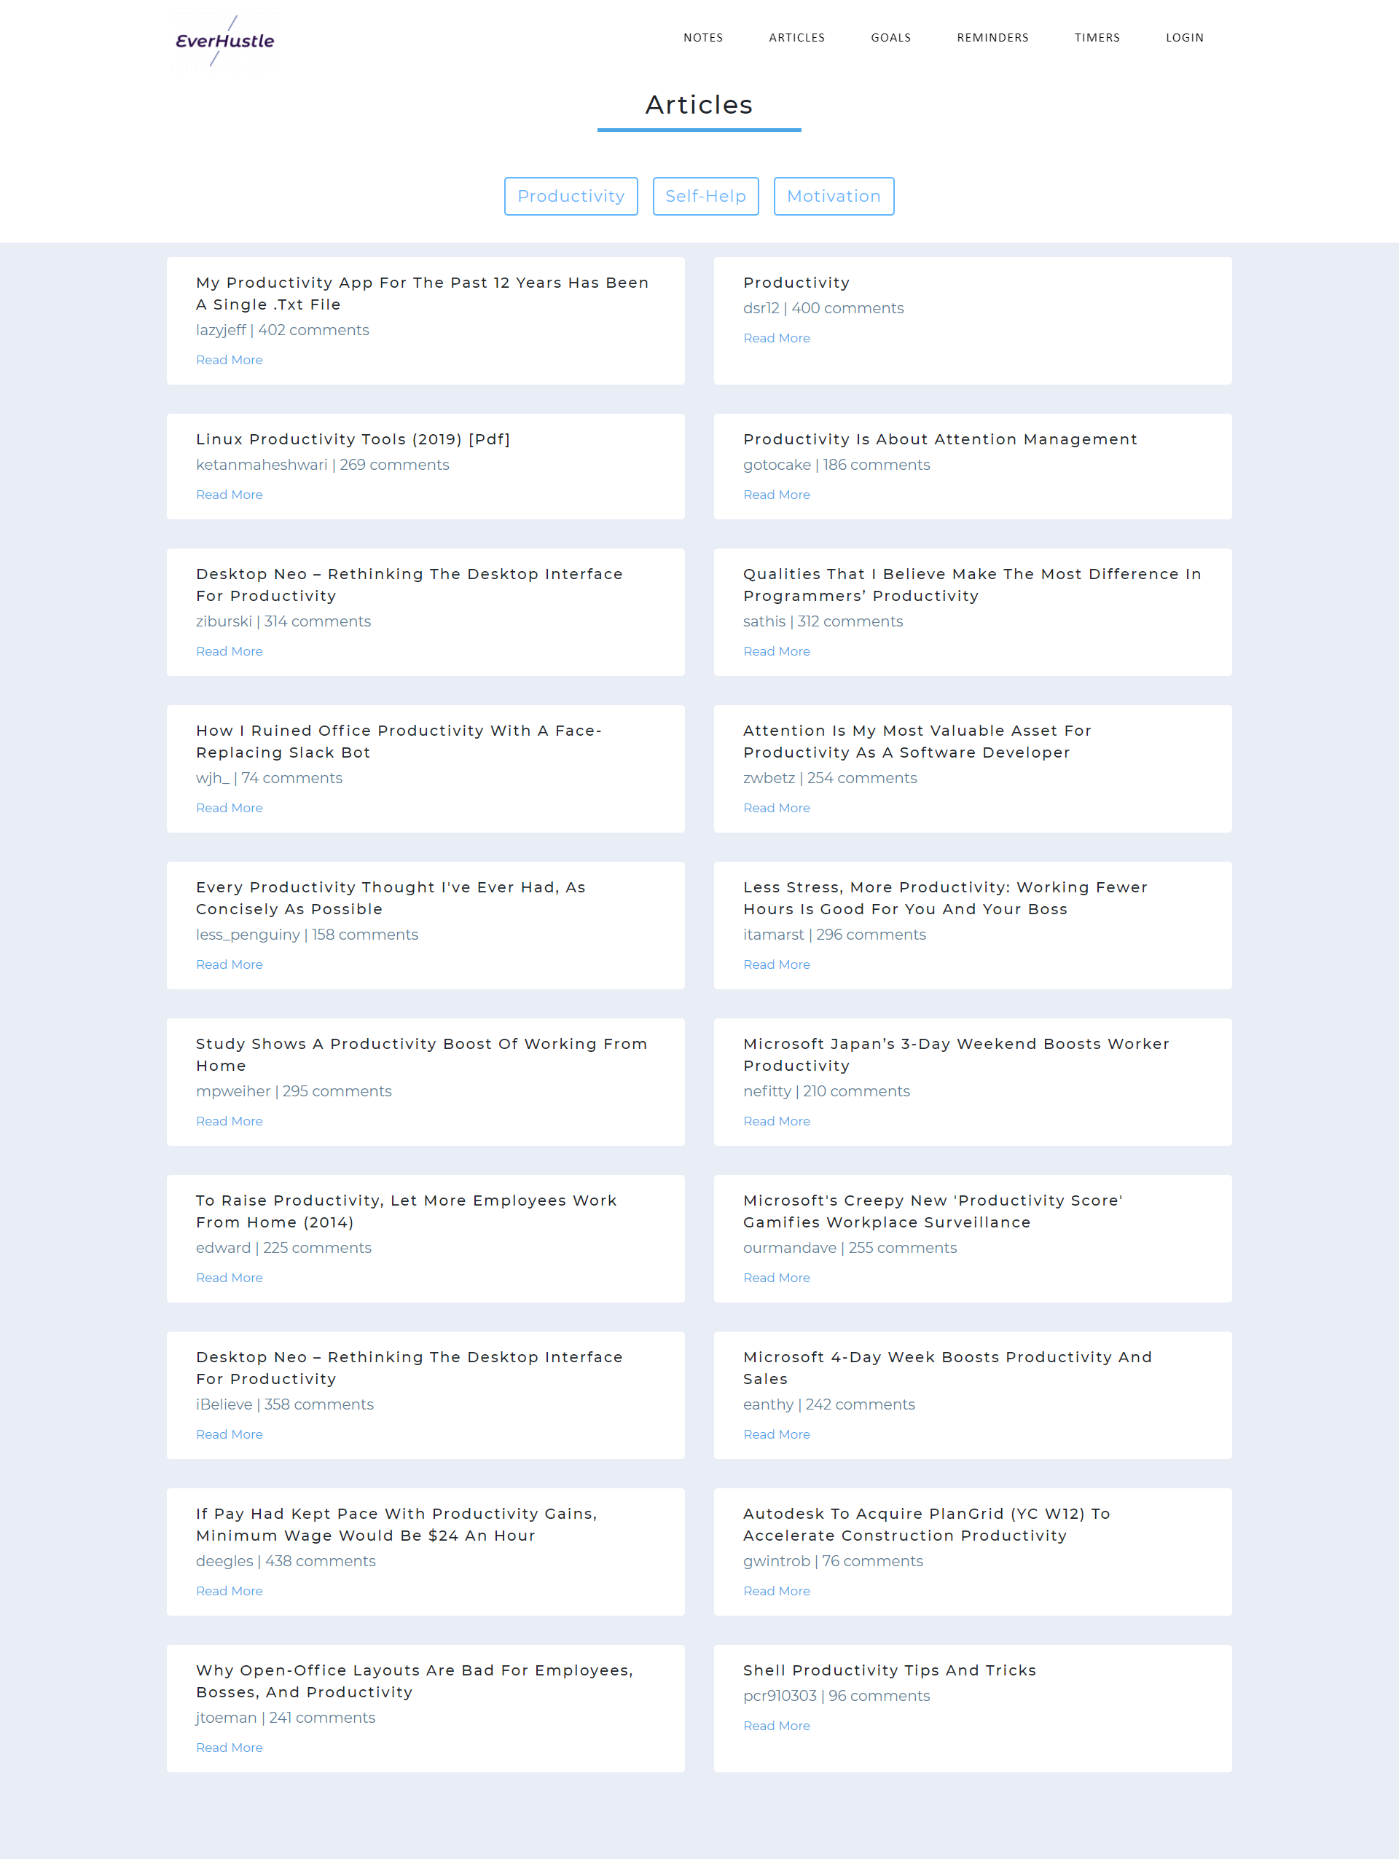 EverHustle
NOTES ARTICLES GOALS REMINDERS TIMERS LOGIN
Articles
Productivity Self-Help Motivation
My Productivity App For The Past 12 Years Has Been
A Single .Txt File
lazyjeff | 402 comments
Read More
Productivity
dsr12 | 400 comments
Read More
Linux Productivity Tools (2019) [Pdf]
ketanmaheshwari | 269 comments
Read More
Productivity Is About Attention Management
gotocake | 186 comments
Read More
Desktop Neo – Rethinking The Desktop Interface
For Productivity
ziburski | 314 comments
Read More
Qualities That I Believe Make The Most Difference In
Programmers’ Productivity
sathis | 312 comments
Read More
How I Ruined Office Productivity With A Face-
Replacing Slack Bot
wjh_ | 74 comments
Read More
Attention Is My Most Valuable Asset For
Productivity As A Software Developer
zwbetz | 254 comments
Read More
Every Productivity Thought I've Ever Had, As
Concisely As Possible
less_penguiny | 158 comments
Read More
Less Stress, More Productivity: Working Fewer
Hours Is Good For You And Your Boss
itamarst | 296 comments
Read More
Study Shows A Productivity Boost Of Working From
Home
mpweiher | 295 comments
Read More
Microsoft Japan’s 3-Day Weekend Boosts Worker
Productivity
nefitty | 210 comments
Read More
To Raise Productivity, Let More Employees Work
From Home (2014)
edward | 225 comments
Read More
Microsoft's Creepy New 'Productivity Score'
Gamifies Workplace Surveillance
ourmandave | 255 comments
Read More
Desktop Neo – Rethinking The Desktop Interface
For Productivity
iBelieve | 358 comments
Read More
Microsoft 4-Day Week Boosts Productivity And
Sales
eanthy | 242 comments
Read More
If Pay Had Kept Pace With Productivity Gains,
Minimum Wage Would Be $24 An Hour
deegles | 438 comments
Read More
Autodesk To Acquire PlanGrid (YC W12) To
Accelerate Construction Productivity
gwintrob | 76 comments
Read More
Why Open-Office Layouts Are Bad For Employees,
Bosses, And Productivity
jtoeman | 241 comments
Read More
Shell Productivity Tips And Tricks
pcr910303 | 96 comments
Read More